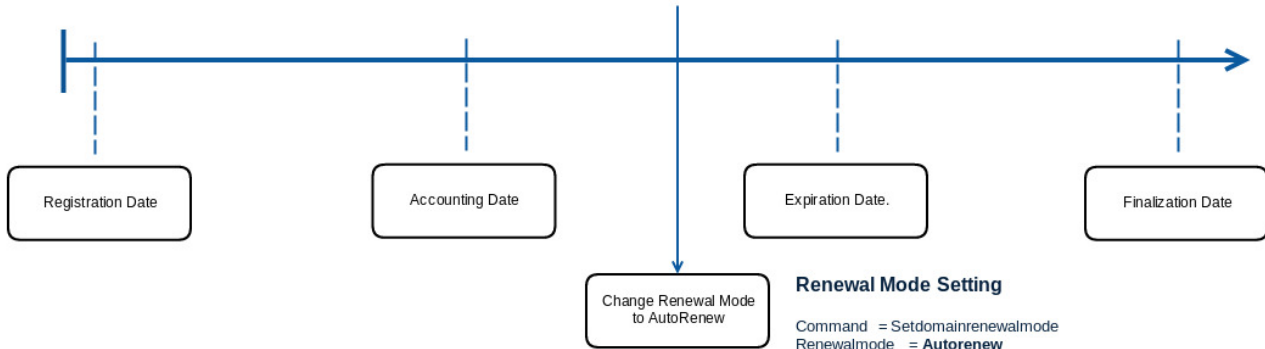 Registration Date
Accounting Date
Expiration Date.
Finalization Date
Change Renewal Mode
to AutoRenew
Renewal Mode Setting
Command = Setdomainrenewalmode
Renewalmode = Autorenew